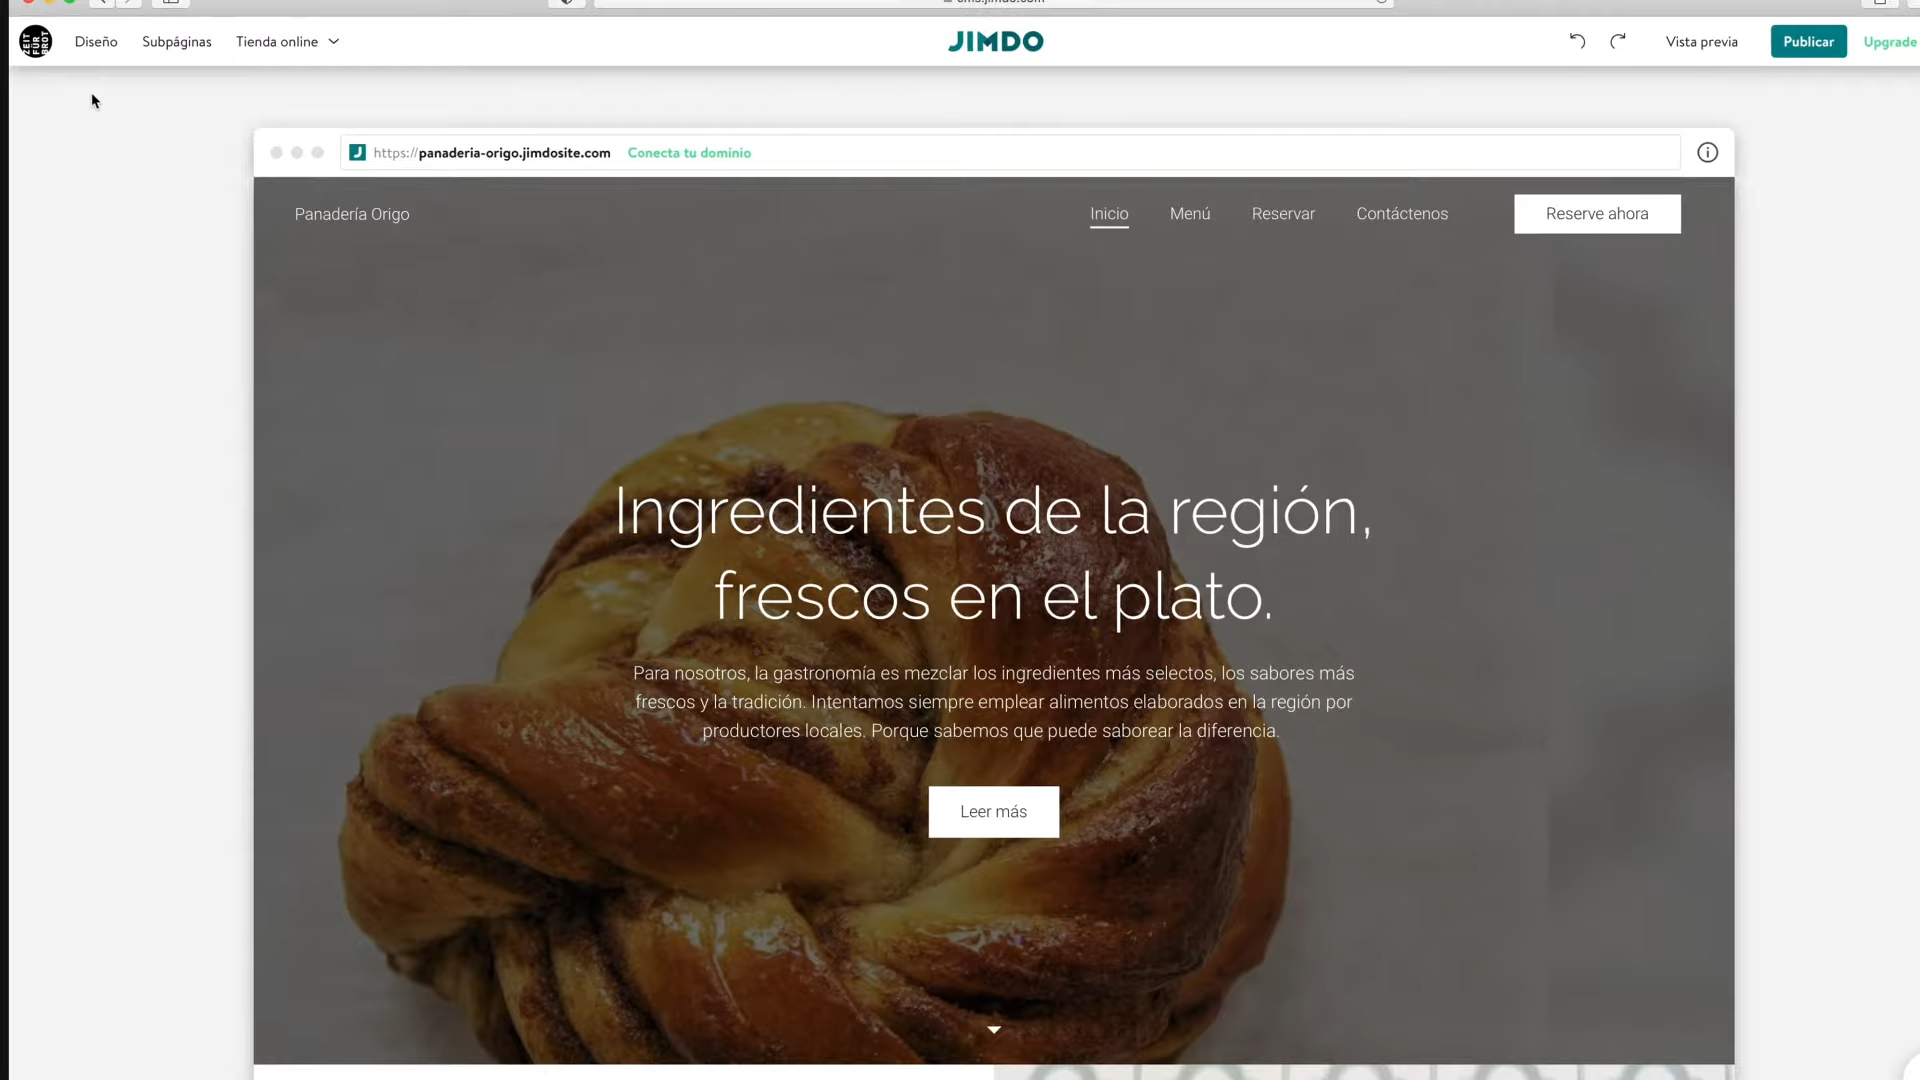 ZEIT
FÜR
BROT
Diseño
Subpáginas
Tienda online
JIMDO
Vista previa
Publicar
Upgrade
https://panaderia-origo.jimdosite.com
Conecta tu dominio
Panadería Origo
Inicio
Menú
Reservar
Contáctenos
Reserve ahora
Ingredientes de la región,
frescos en el plato.
Para nosotros, la gastronomía es mezclar los ingredientes más selectos, los sabores más
frescos y la tradición. Intentamos siempre emplear alimentos elaborados en la región por
productores locales. Porque sabemos que puede saborear la diferencia.
Leer más